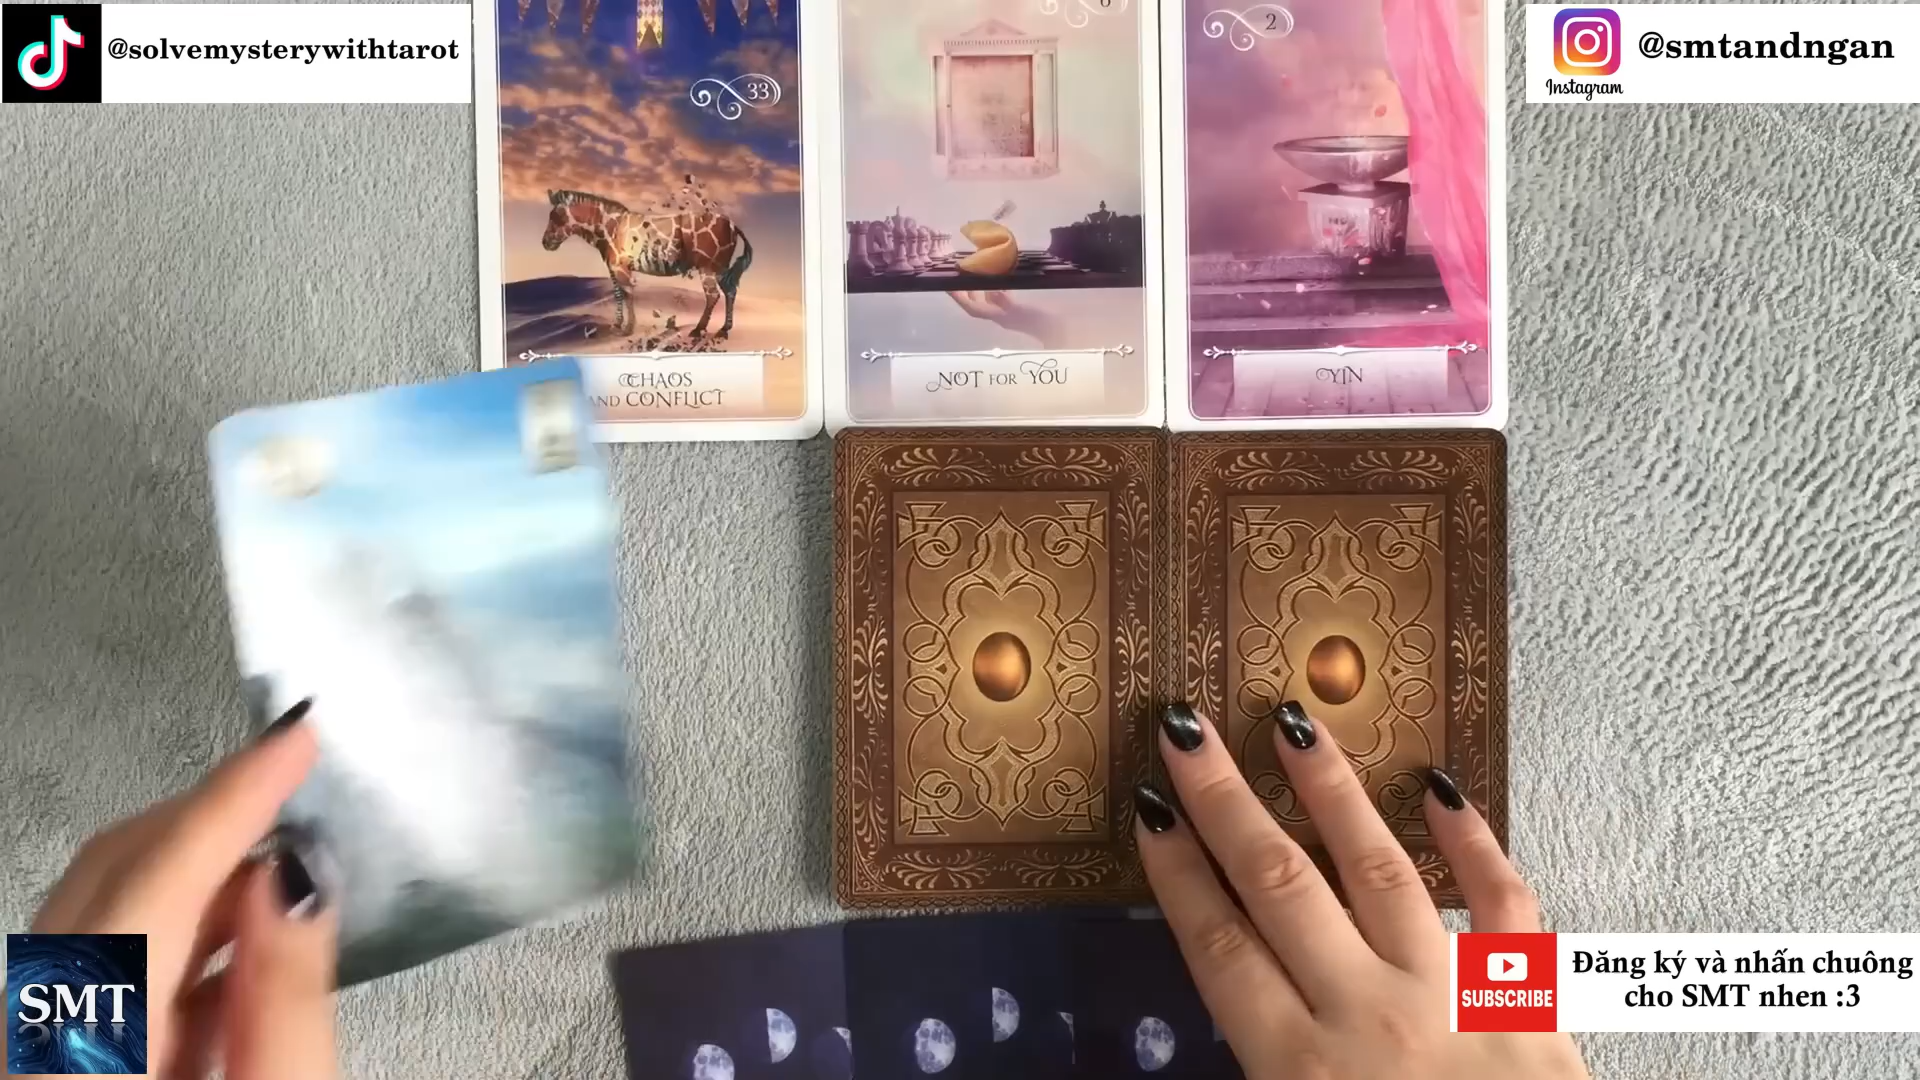 @solvemysterywithtarot
Instagram
@smtandngan
33
6
2
CHAOS
AND CONFLICT
NOT FOR YOU
YIN
SMT
SUBSCRIBE
Đăng ký và nhấn chuông
cho SMT nhen :3